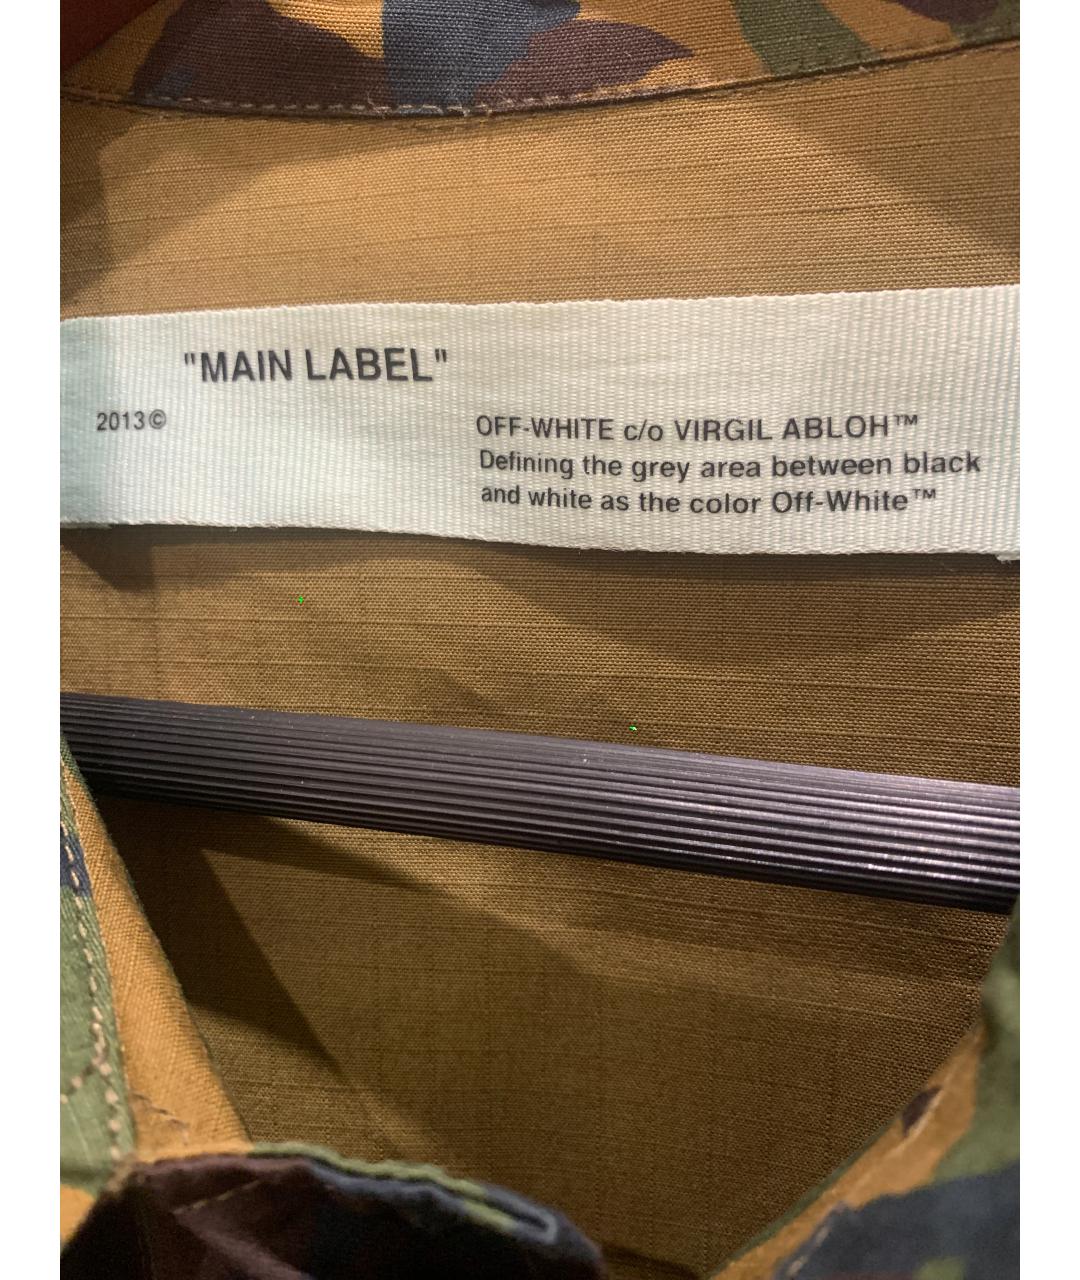 "MAIN LABEL"
2013©
OFF-WHITE c/o VIRGIL ABLOH™
Defining the grey area between black
and white as the color Off-White™